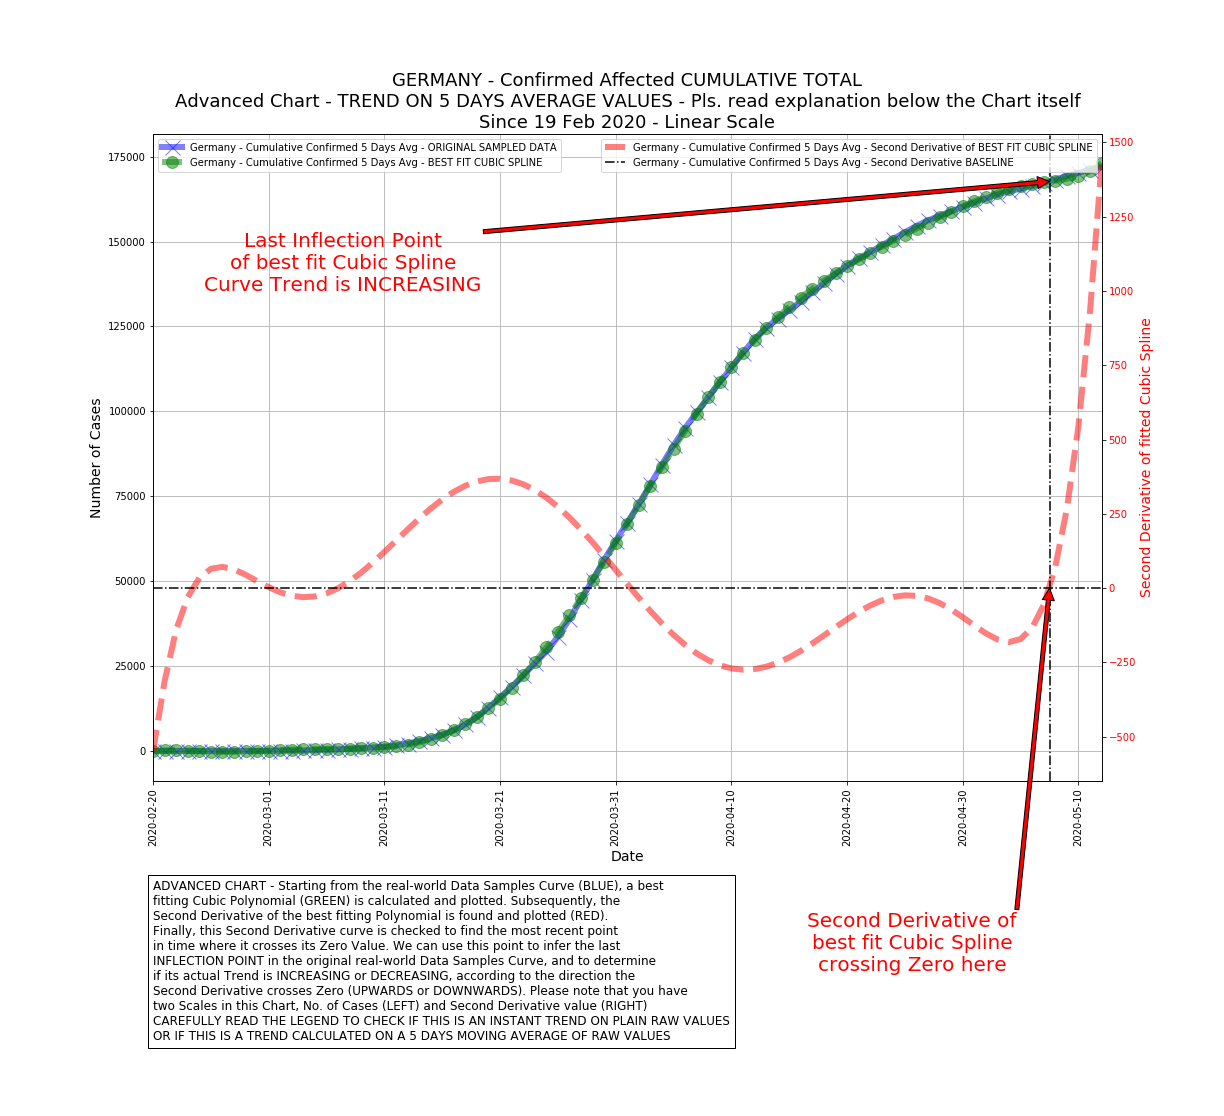 GERMANY - Confirmed Affected CUMULATIVE TOTAL
Advanced Chart - TREND ON 5 DAYS AVERAGE VALUES - Pls. read explanation below the Chart itself
Since 19 Feb 2020 - Linear Scale
Germany - Cumulative Confirmed 5 Days Avg - ORIGINAL SAMPLED DATA
Germany - Cumulative Confirmed 5 Days Avg - BEST FIT CUBIC SPLINE
Germany - Cumulative Confirmed 5 Days Avg - Second Derivative of BEST FIT CUBIC SPLINE
Germany - Cumulative Confirmed 5 Days Avg - Second Derivative BASELINE
Last Inflection Point
of best fit Cubic Spline
Curve Trend is INCREASING
Number of Cases
175000
150000
125000
100000
75000
50000
25000
0
1500
1250
1000
750
500
250
0
−250
−500
Second Derivative of fitted Cubic Spline
2020-02-20
2020-03-01
2020-03-11
2020-03-21
2020-03-31
2020-04-10
2020-04-20
2020-04-30
2020-05-10
Date
ADVANCED CHART - Starting from the real-world Data Samples Curve (BLUE), a best
fitting Cubic Polynomial (GREEN) is calculated and plotted. Subsequently, the
Second Derivative of the best fitting Polynomial is found and plotted (RED).
Finally, this Second Derivative curve is checked to find the most recent point
in time where it crosses its Zero Value. We can use this point to infer the last
INFLECTION POINT in the original real-world Data Samples Curve, and to determine
if its actual Trend is INCREASING or DECREASING, according to the direction the
Second Derivative crosses Zero (UPWARDS or DOWNWARDS). Please note that you have
two Scales in this Chart, No. of Cases (LEFT) and Second Derivative value (RIGHT)
CAREFULLY READ THE LEGEND TO CHECK IF THIS IS AN INSTANT TREND ON PLAIN RAW VALUES
OR IF THIS IS A TREND CALCULATED ON A 5 DAYS MOVING AVERAGE OF RAW VALUES
Second Derivative of
best fit Cubic Spline
crossing Zero here